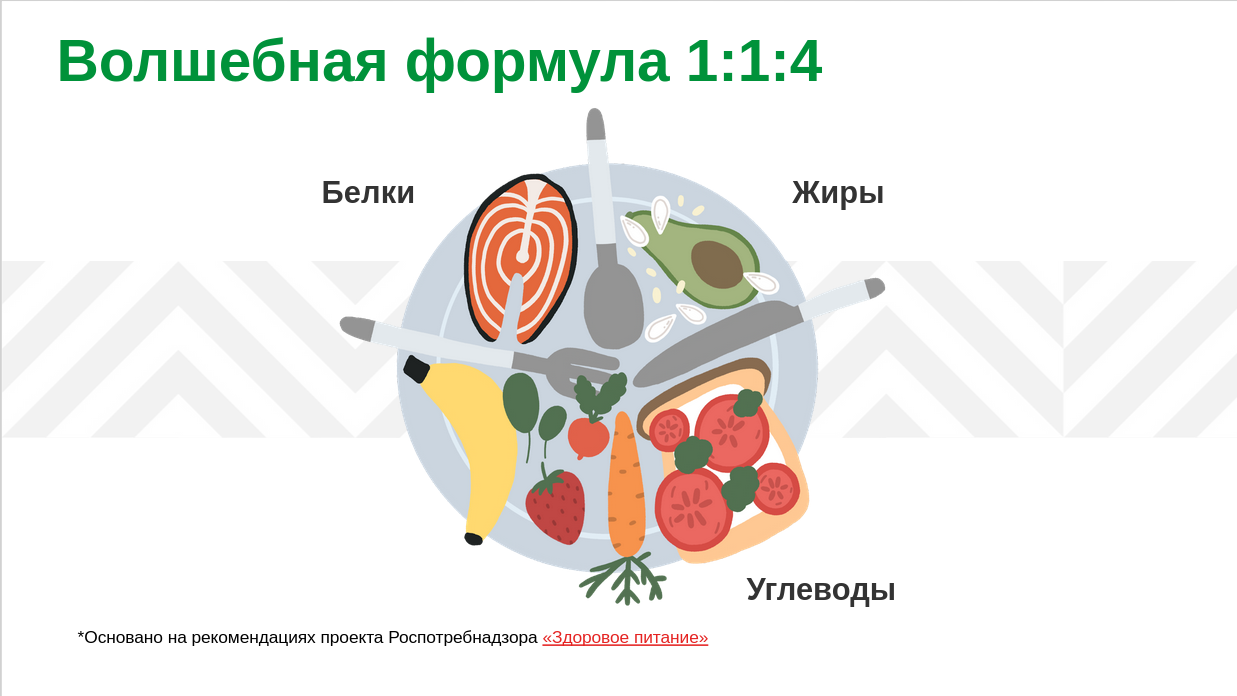 Волшебная формула 1:1:4
Белки
Жиры
Углеводы
*Основано на рекомендациях проекта Роспотребнадзора «Здоровое питание»